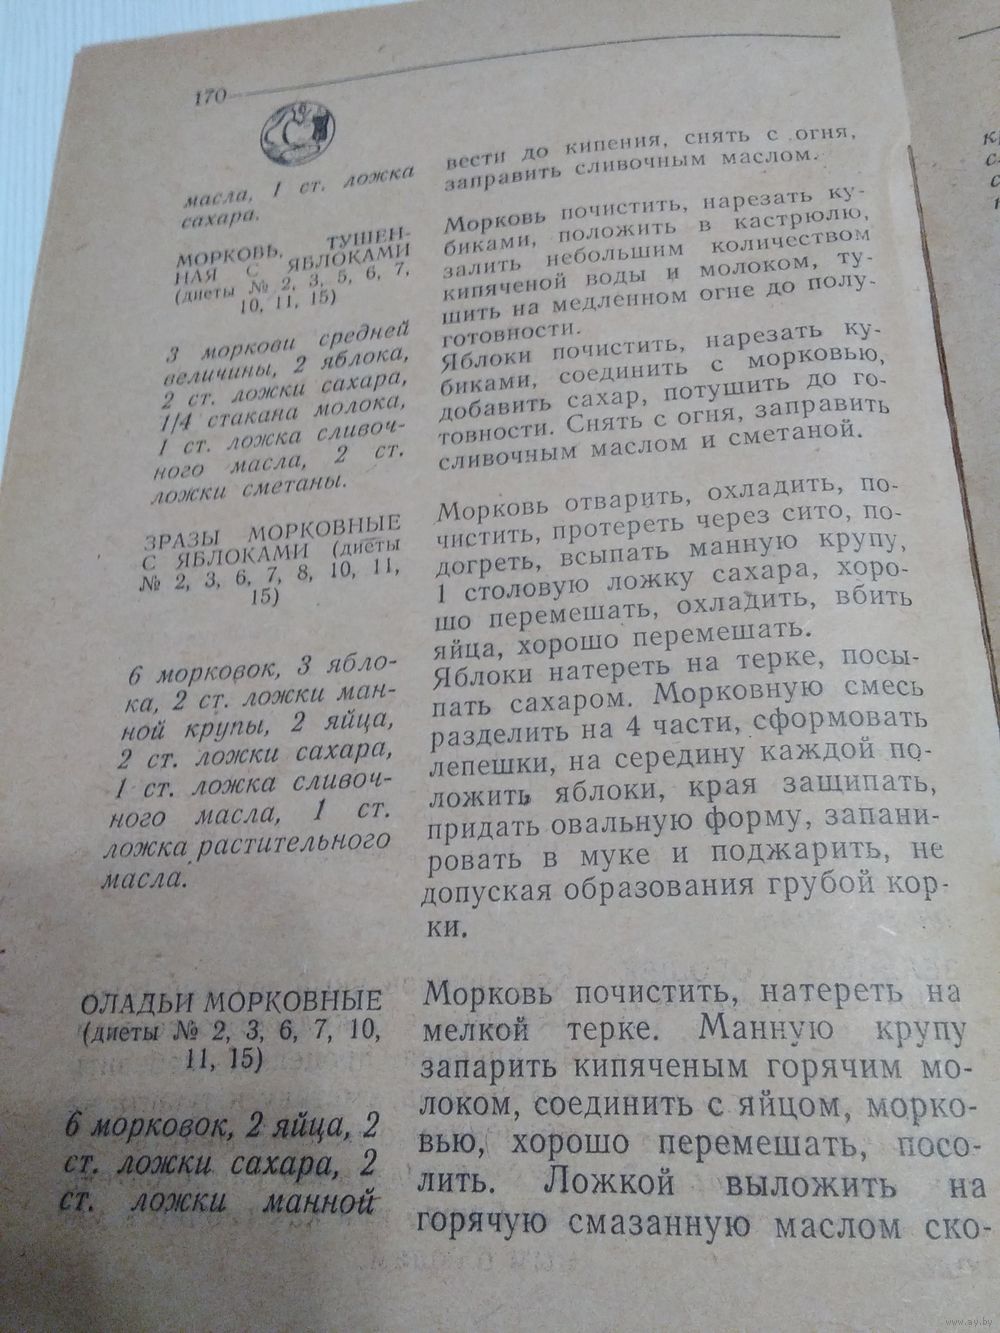 170
масла, 1 ст. ложка
сахара.
вести до кипения, снять с огня,
заправить сливочным маслом.
МОРКОВЬ, ТУШЕН-
НАЯ С ЯБЛОКАМИ
(диеты № 2, 3, 5, 6, 7,
10, 11, 15)
3 моркови средней
величины, 2 яблока,
2 ст. ложки сахара,
1/4 стакана молока,
1 ст. ложка сливоч-
ного масла, 2 ст.
ложки сметаны.
Морковь почистить, нарезать ку-
биками, положить в кастрюлю,
залить небольшим количеством
кипяченой воды и молоком, ту-
шить на медленном огне до полу-
готовности.
Яблоки почистить, нарезать ку-
биками, соединить с морковью,
добавить сахар, потушить до го-
товности. Снять с огня, заправить
сливочным маслом и сметаной.
ЗРАЗЫ МОРКОВНЫЕ
С ЯБЛОКАМИ (диеты
№ 2, 3, 6, 7, 8, 10, 11,
15)
6 морковок, 3 ябло-
ка, 2 ст. ложки ман-
ной крупы, 2 яйца,
2 ст. ложки сахара,
1 ст. ложка сливоч-
ного масла, 1 ст.
ложка растительного
масла.
Морковь отварить, охладить, по-
чистить, протереть через сито, по-
догреть, всыпать манную крупу,
1 столовую ложку сахара, хоро-
шо перемешать, охладить, вбить
яйца, хорошо перемешать.
Яблоки натереть на терке, посы-
пать сахаром. Морковную смесь
разделить на 4 части, сформовать
лепешки, на середину каждой по-
ложить яблоки, края защипать,
придать овальную форму, запани-
ровать в муке и поджарить, не
допуская образования грубой кор-
ки.
ОЛАДЬИ МОРКОВНЫЕ
(диеты № 2, 3, 6, 7, 10,
11, 15)
6 морковок, 2 яйца, 2
ст. ложки сахара, 2
ст. ложки манной
Морковь почистить, натереть на
мелкой терке. Манную крупу
запарить кипяченым горячим мо-
локом, соединить с яйцом, морко-
вью, хорошо перемешать, посо-
лить. Ложкой выложить на
горячую смазанную маслом ско-
www.ay.by